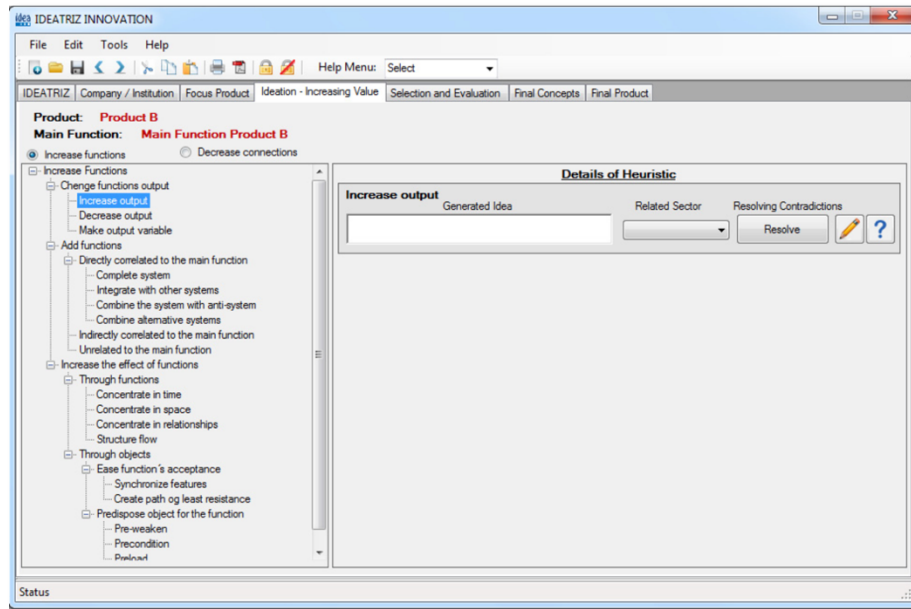 idea IDEATRIZ INNOVATION
File Edit Tools Help
Help Menu: Select
IDEATRIZ Company / Institution Focus Product Ideation - Increasing Value Selection and Evaluation Final Concepts Final Product
Product: Product B
Main Function: Main Function Product B
Increase functions Decrease connections
Increase Functions
Chenge functions output
Increase output
Decrease output
Make output variable
Add functions
Directly correlated to the main function
Complete system
Integrate with other systems
Combine the system with anti-system
Combine alternative systems
Indirectly correlated to the main function
Unrelated to the main function
Increase the effect of functions
Through functions
Concentrate in time
Concentrate in space
Concentrate in relationships
Structure flow
Through objects
Ease function´s acceptance
Synchronize features
Create path og least resistance
Predispose object for the function
Pre-weaken
Precondition
Preload
Details of Heuristic
Increase output
Generated Idea Related Sector Resolving Contradictions
Resolve ?
Status